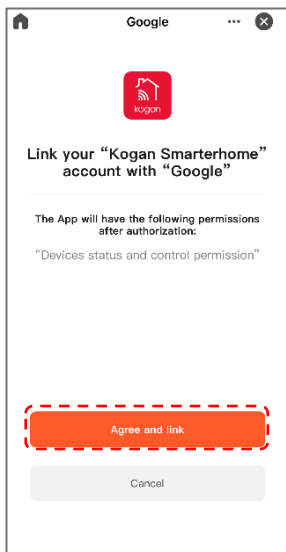 Google
kogan
Link your “Kogan Smarterhome”
account with “Google”
The App will have the following permissions
after authorization:
“Devices status and control permission”
Agree and link
Cancel